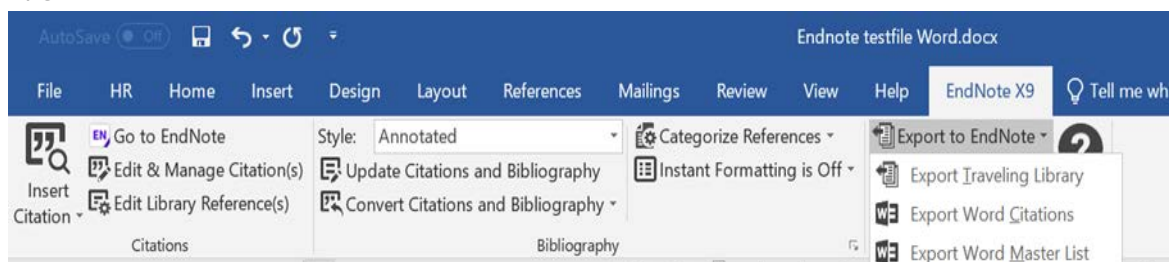 AutoSave Off Endnote testfile Word.docx
File HR Home Insert Design Layout References Mailings Review View Help EndNote X9 Tell me wh
EN Go to EndNote Style: Annotated Categorize References Export to EndNote ?
Edit & Manage Citation(s) Update Citations and Bibliography Instant Formatting is Off Export Traveling Library
Insert Citation Edit Library Reference(s) Convert Citations and Bibliography Export Word Citations
Citations Bibliography Export Word Master List